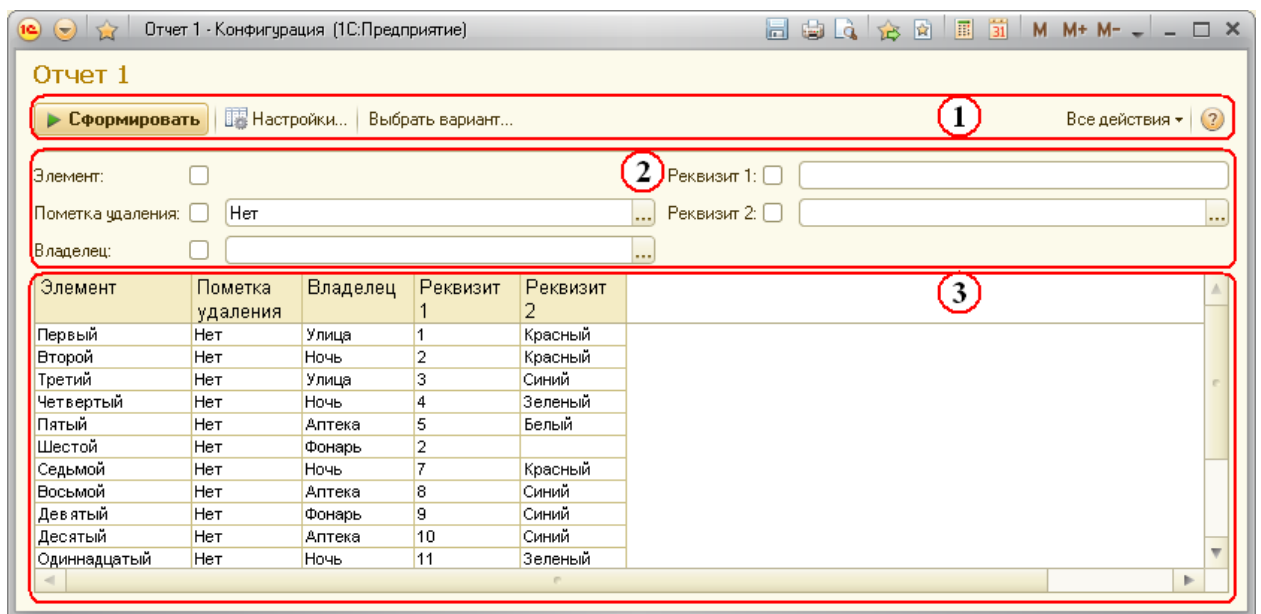 Отчет 1 - Конфигурация (1С:Предприятие) 31 M M+ M-
Отчет 1
Сформировать Настройки... Выбрать вариант... 1 Все действия
Элемент: 2 Реквизит 1:
Пометка удаления: Нет ... Реквизит 2: ...
Владелец: ...
Элемент Пометка удаления Владелец Реквизит 1 Реквизит 2 3
Первый Нет Улица 1 Красный
Второй Нет Ночь 2 Красный
Третий Нет Улица 3 Синий
Четвертый Нет Ночь 4 Зеленый
Пятый Нет Аптека 5 Белый
Шестой Нет Фонарь 2
Седьмой Нет Ночь 7 Красный
Восьмой Нет Аптека 8 Синий
Девятый Нет Фонарь 9 Синий
Десятый Нет Аптека 10 Синий
Одиннадцатый Нет Ночь 11 Зеленый